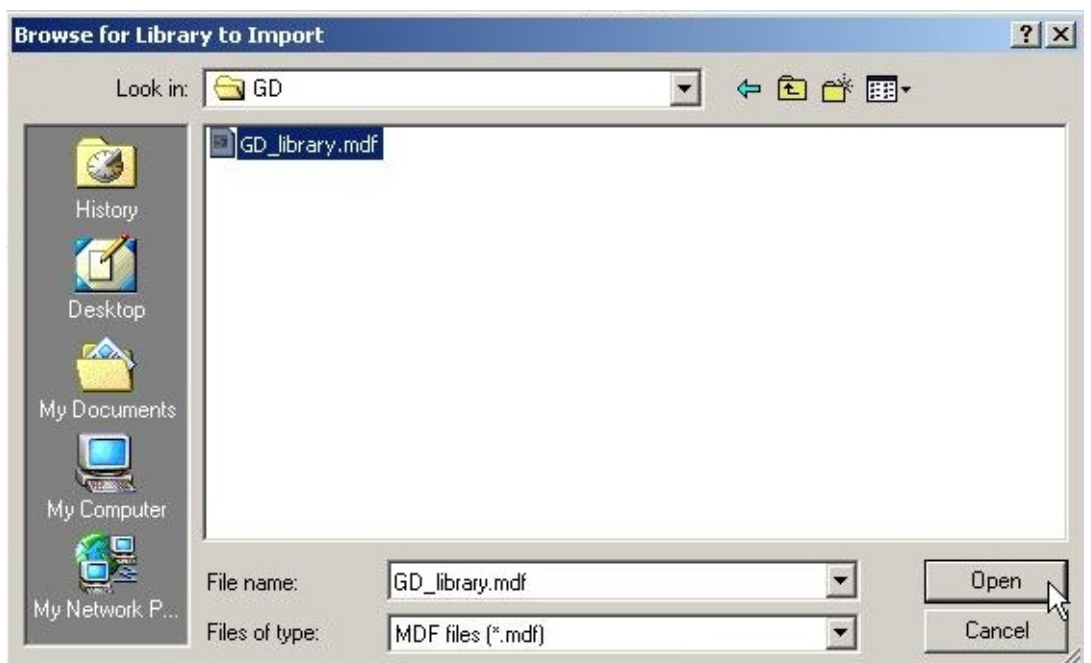 Browse for Library to Import
Look in: GD
GD_library.mdf
History
Desktop
My Documents
My Computer
My Network P...
File name: GD_library.mdf Open
Files of type: MDF files (*.mdf) Cancel